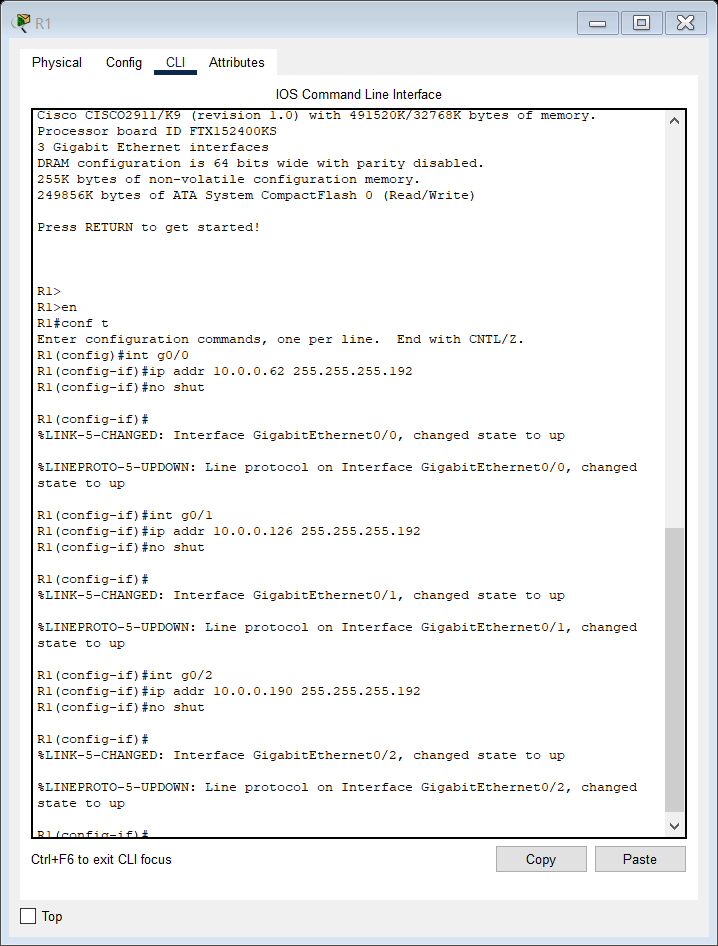 R1
Physical Config CLI Attributes
IOS Command Line Interface
Cisco CISCO2911/K9 (revision 1.0) with 491520K/32768K bytes of memory.
Processor board ID FTX152400KS
3 Gigabit Ethernet interfaces
DRAM configuration is 64 bits wide with parity disabled.
255K bytes of non-volatile configuration memory.
249856K bytes of ATA System CompactFlash 0 (Read/Write)
Press RETURN to get started!
R1>
R1>en
R1#conf t
Enter configuration commands, one per line.  End with CNTL/Z.
R1(config)#int g0/0
R1(config-if)#ip addr 10.0.0.62 255.255.255.192
R1(config-if)#no shut
R1(config-if)#
%LINK-5-CHANGED: Interface GigabitEthernet0/0, changed state to up
%LINEPROTO-5-UPDOWN: Line protocol on Interface GigabitEthernet0/0, changed
state to up
R1(config-if)#int g0/1
R1(config-if)#ip addr 10.0.0.126 255.255.255.192
R1(config-if)#no shut
R1(config-if)#
%LINK-5-CHANGED: Interface GigabitEthernet0/1, changed state to up
%LINEPROTO-5-UPDOWN: Line protocol on Interface GigabitEthernet0/1, changed
state to up
R1(config-if)#int g0/2
R1(config-if)#ip addr 10.0.0.190 255.255.255.192
R1(config-if)#no shut
R1(config-if)#
%LINK-5-CHANGED: Interface GigabitEthernet0/2, changed state to up
%LINEPROTO-5-UPDOWN: Line protocol on Interface GigabitEthernet0/2, changed
state to up
R1(config-if)#
Ctrl+F6 to exit CLI focus
Copy Paste
Top